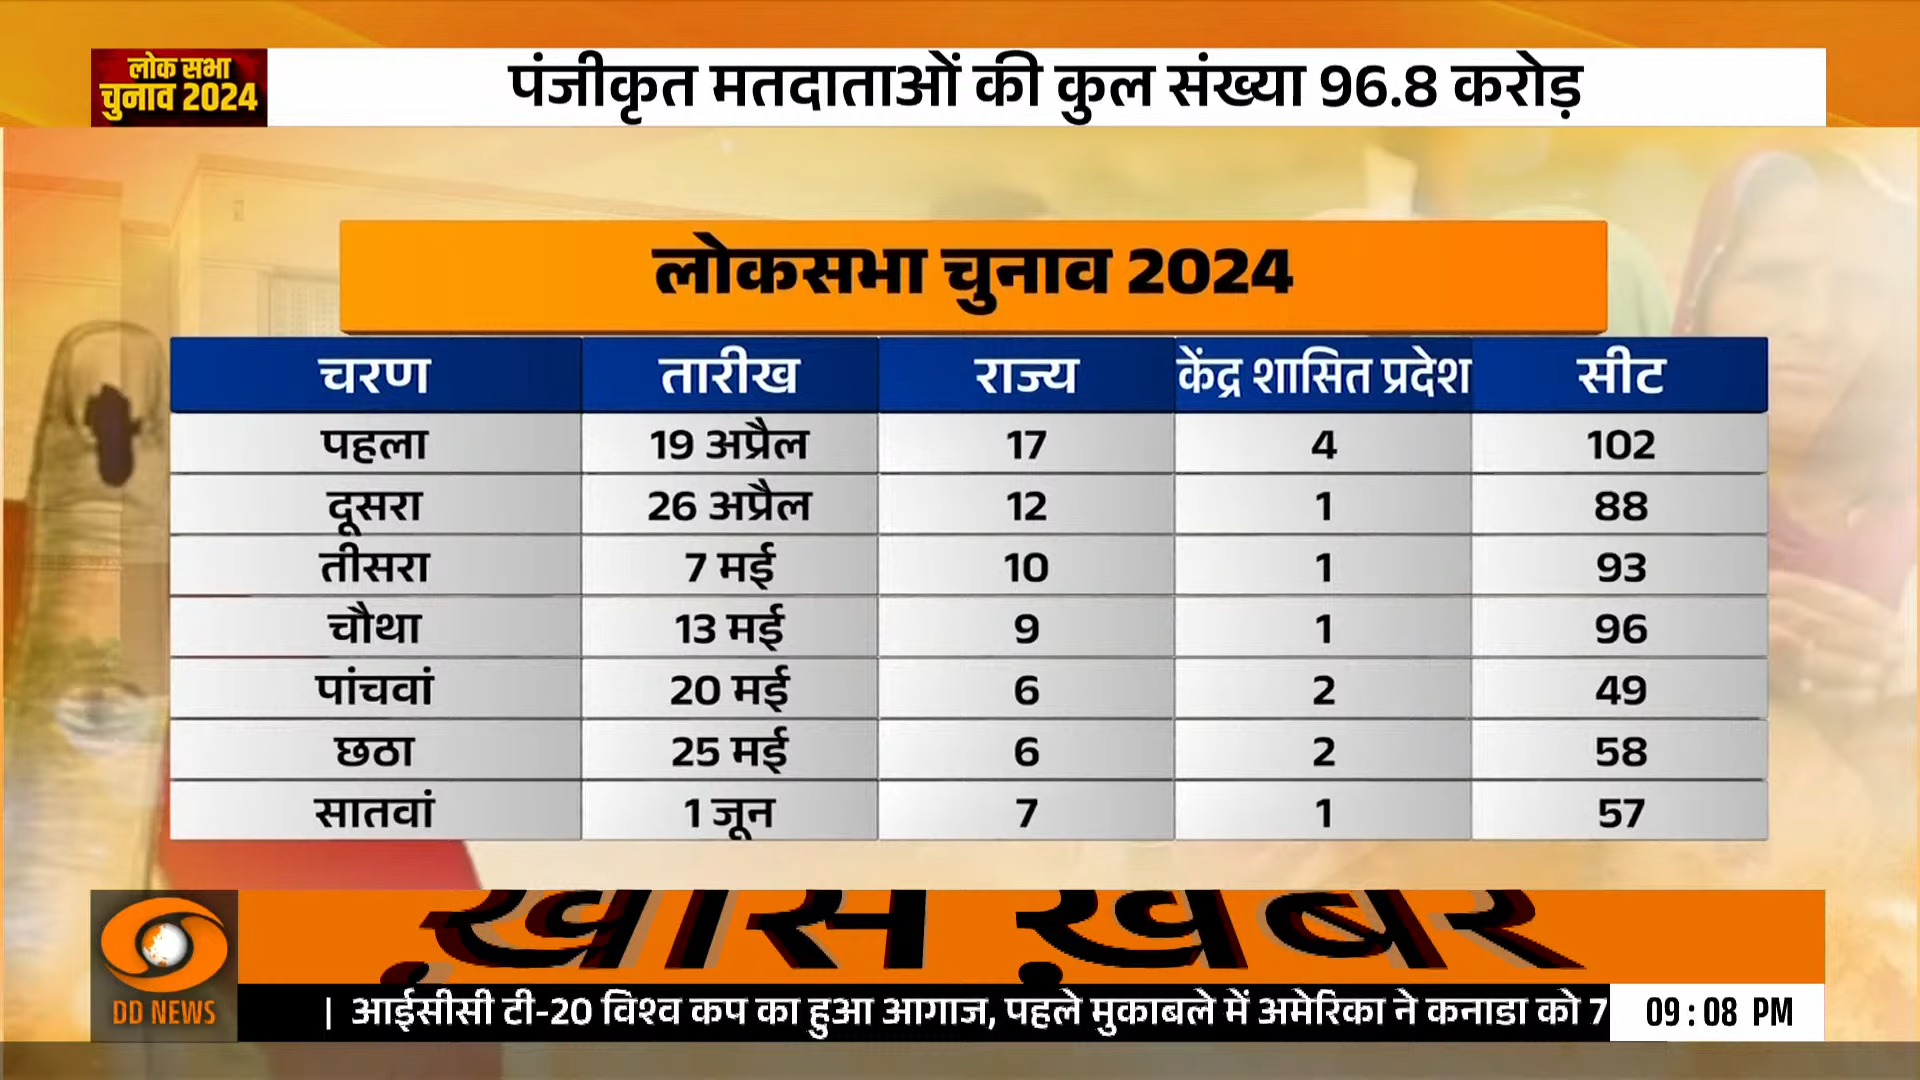 लोक सभा
चुनाव 2024
पंजीकृत मतदाताओं की कुल संख्या 96.8 करोड़
लोकसभा चुनाव 2024
चरण तारीख राज्य केंद्र शासित प्रदेश सीट
पहला 19 अप्रैल 17 4 102
दूसरा 26 अप्रैल 12 1 88
तीसरा 7 मई 10 1 93
चौथा 13 मई 9 1 96
पांचवां 20 मई 6 2 49
छठा 25 मई 6 2 58
सातवां 1 जून 7 1 57
ख़ास ख़बर
DD NEWS
| आईसीसी टी-20 विश्व कप का हुआ आगाज, पहले मुकाबले में अमेरिका ने कनाडा को 7
09:08 PM